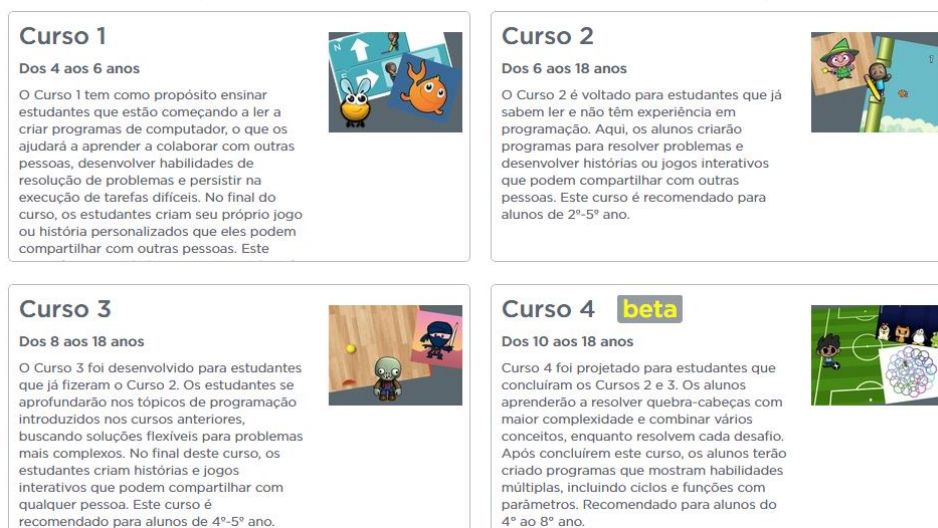 Curso 1
Dos 4 aos 6 anos
O Curso 1 tem como propósito ensinar
estudantes que estão começando a ler a
criar programas de computador, o que os
ajudará a aprender a colaborar com outras
pessoas, desenvolver habilidades de
resolução de problemas e persistir na
execução de tarefas difíceis. No final do
curso, os estudantes criam seu próprio jogo
ou história personalizados que eles podem
compartilhar com outras pessoas. Este
Curso 2
Dos 6 aos 18 anos
O Curso 2 é voltado para estudantes que já
sabem ler e não têm experiência em
programação. Aqui, os alunos criarão
programas para resolver problemas e
desenvolver histórias ou jogos interativos
que podem compartilhar com outras
pessoas. Este curso é recomendado para
alunos de 2º-5º ano.
Curso 3
Dos 8 aos 18 anos
O Curso 3 foi desenvolvido para estudantes
que já fizeram o Curso 2. Os estudantes se
aprofundarão nos tópicos de programação
introduzidos nos cursos anteriores,
buscando soluções flexíveis para problemas
mais complexos. No final deste curso, os
estudantes criam histórias e jogos
interativos que podem compartilhar com
qualquer pessoa. Este curso é
recomendado para alunos de 4º-5º ano.
Curso 4 beta
Dos 10 aos 18 anos
Curso 4 foi projetado para estudantes que
concluíram os Cursos 2 e 3. Os alunos
aprenderão a resolver quebra-cabeças com
maior complexidade e combinar vários
conceitos, enquanto resolvem cada desafio.
Após concluírem este curso, os alunos terão
criado programas que mostram habilidades
múltiplas, incluindo ciclos e funções com
parâmetros. Recomendado para alunos do
4º ao 8º ano.